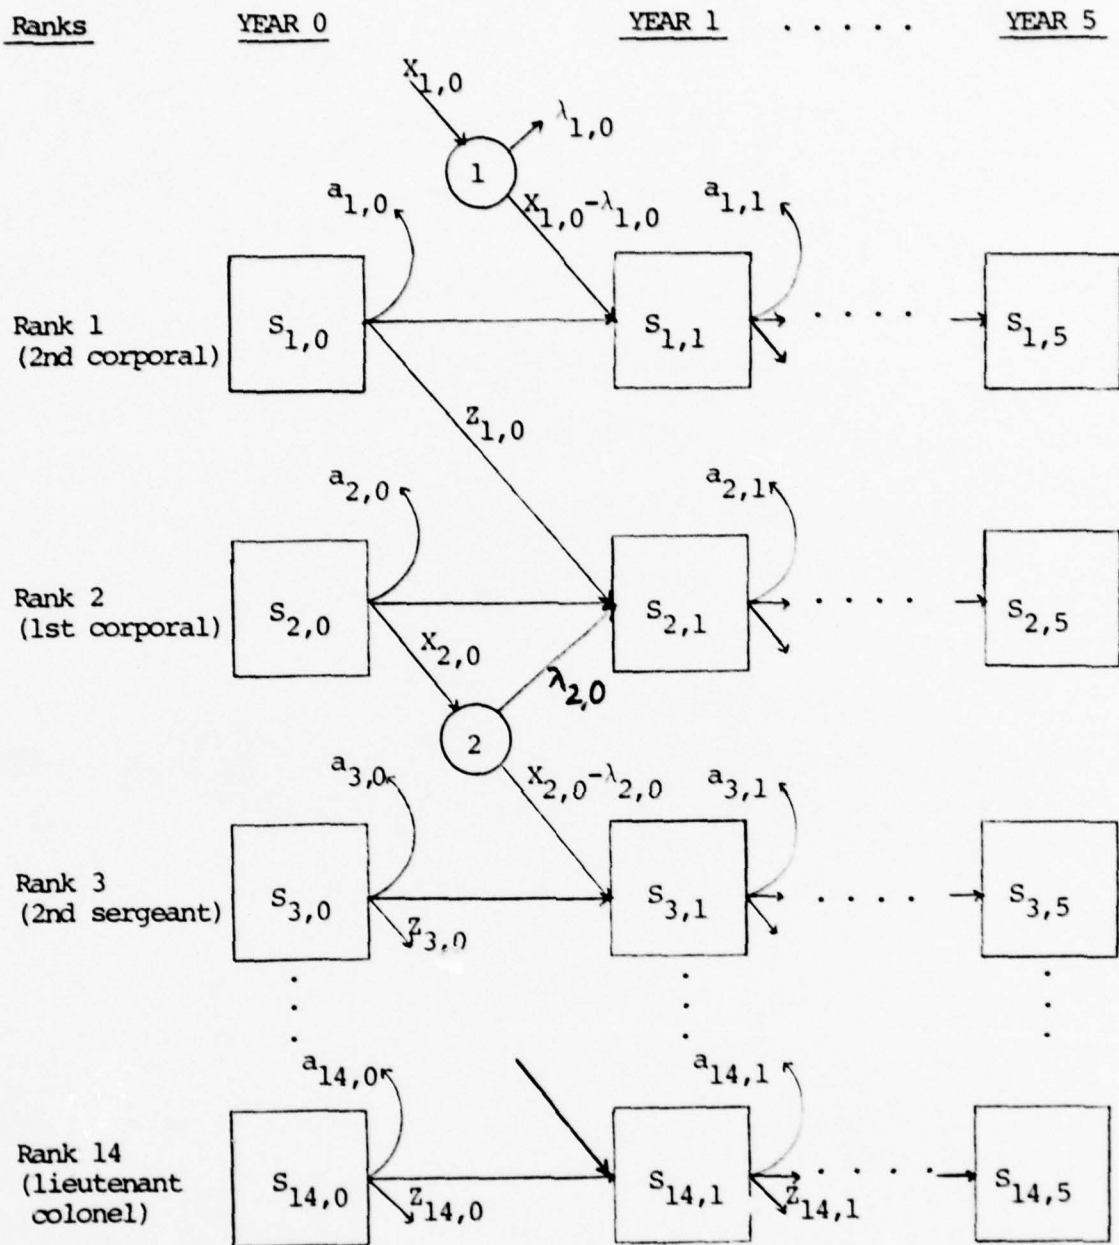 Ranks YEAR 0 YEAR 1 . . . . . YEAR 5
X1,0
λ1,0
1
a1,0 X1,0-λ1,0 a1,1
Rank 1
(2nd corporal)
S1,0 S1,1 . . . . S1,5
Z1,0
a2,0 a2,1
Rank 2
(1st corporal)
S2,0 S2,1 . . . . S2,5
X2,0
λ2,0
2
a3,0 X2,0-λ2,0 a3,1
Rank 3
(2nd sergeant)
S3,0 S3,1 . . . . S3,5
Z3,0
a14,0 a14,1
Rank 14
(lieutenant
colonel)
S14,0 S14,1 . . . . S14,5
Z14,0 Z14,1